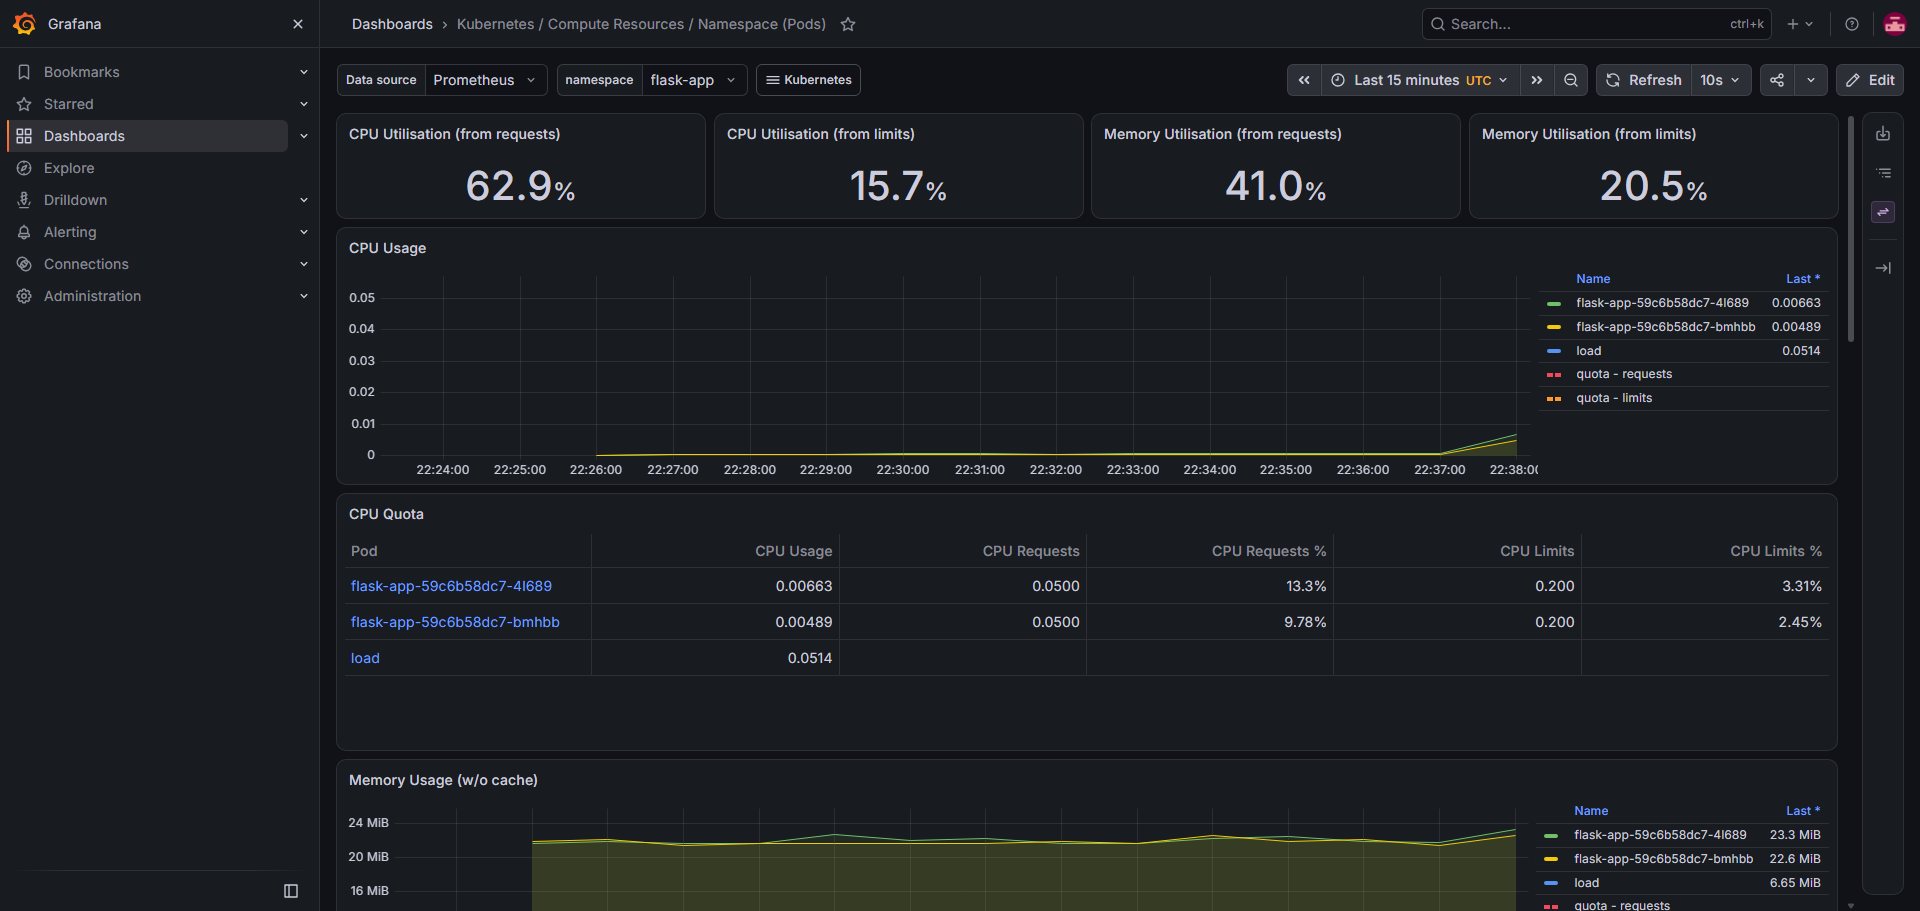 Grafana
Dashboards › Kubernetes / Compute Resources / Namespace (Pods)
Search...
ctrl+k
Bookmarks
Starred
Dashboards
Explore
Drilldown
Alerting
Connections
Administration
Data source Prometheus
namespace flask-app
Kubernetes
Last 15 minutes UTC
Refresh 10s
Edit
CPU Utilisation (from requests)
62.9%
CPU Utilisation (from limits)
15.7%
Memory Utilisation (from requests)
41.0%
Memory Utilisation (from limits)
20.5%
CPU Usage
0.05
0.04
0.03
0.02
0.01
0
22:24:00 22:25:00 22:26:00 22:27:00 22:28:00 22:29:00 22:30:00 22:31:00 22:32:00 22:33:00 22:34:00 22:35:00 22:36:00 22:37:00 22:38:00
Name Last *
flask-app-59c6b58dc7-4l689 0.00663
flask-app-59c6b58dc7-bmhbb 0.00489
load 0.0514
quota - requests
quota - limits
CPU Quota
Pod CPU Usage CPU Requests CPU Requests % CPU Limits CPU Limits %
flask-app-59c6b58dc7-4l689 0.00663 0.0500 13.3% 0.200 3.31%
flask-app-59c6b58dc7-bmhbb 0.00489 0.0500 9.78% 0.200 2.45%
load 0.0514
Memory Usage (w/o cache)
24 MiB
20 MiB
16 MiB
Name Last *
flask-app-59c6b58dc7-4l689 23.3 MiB
flask-app-59c6b58dc7-bmhbb 22.6 MiB
load 6.65 MiB
quota - requests